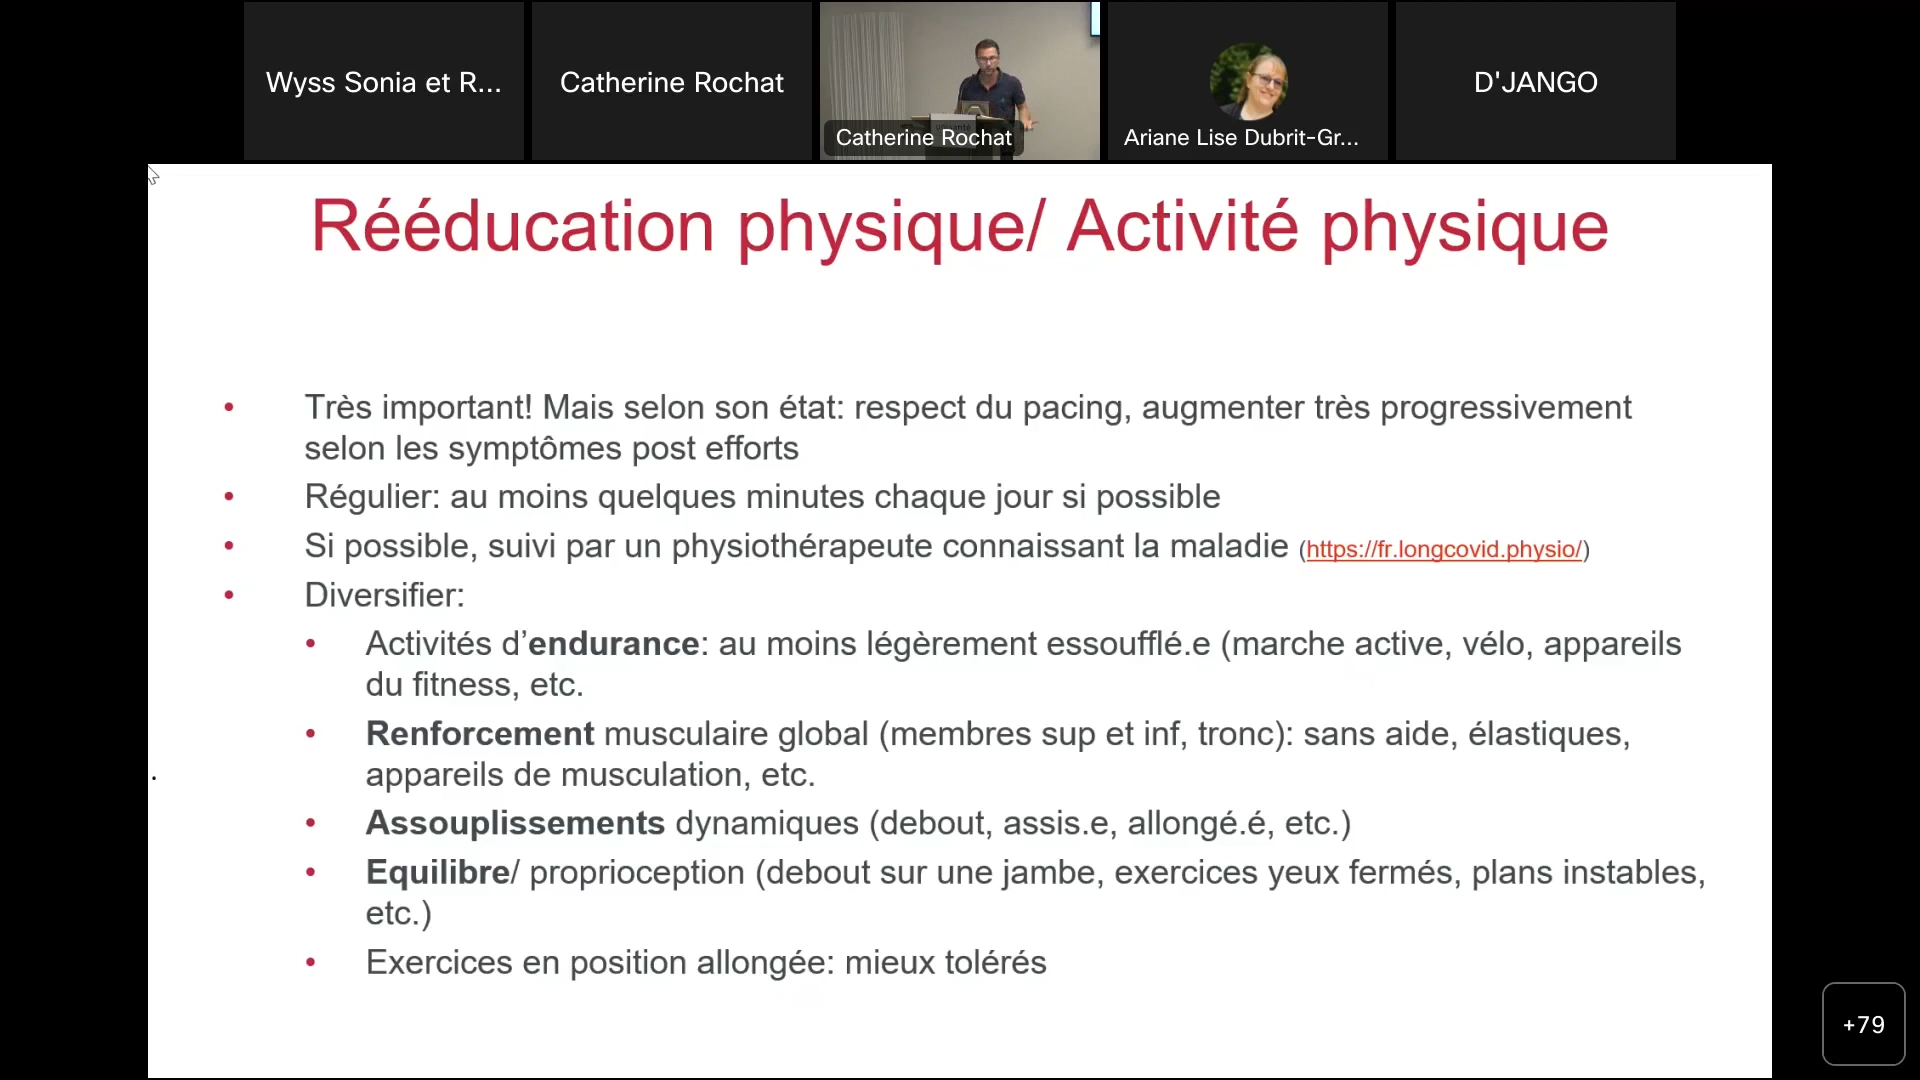 Wyss Sonia et R...
Catherine Rochat
Catherine Rochat
Ariane Lise Dubrit-Gr...
D'JANGO
Rééducation physique/ Activité physique
• Très important! Mais selon son état: respect du pacing, augmenter très progressivement
selon les symptômes post efforts
• Régulier: au moins quelques minutes chaque jour si possible
• Si possible, suivi par un physiothérapeute connaissant la maladie (https://fr.longcovid.physio/)
• Diversifier:
• Activités d’endurance: au moins légèrement essoufflé.e (marche active, vélo, appareils
du fitness, etc.
• Renforcement musculaire global (membres sup et inf, tronc): sans aide, élastiques,
appareils de musculation, etc.
• Assouplissements dynamiques (debout, assis.e, allongé.é, etc.)
• Equilibre/ proprioception (debout sur une jambe, exercices yeux fermés, plans instables,
etc.)
• Exercices en position allongée: mieux tolérés
.
+79